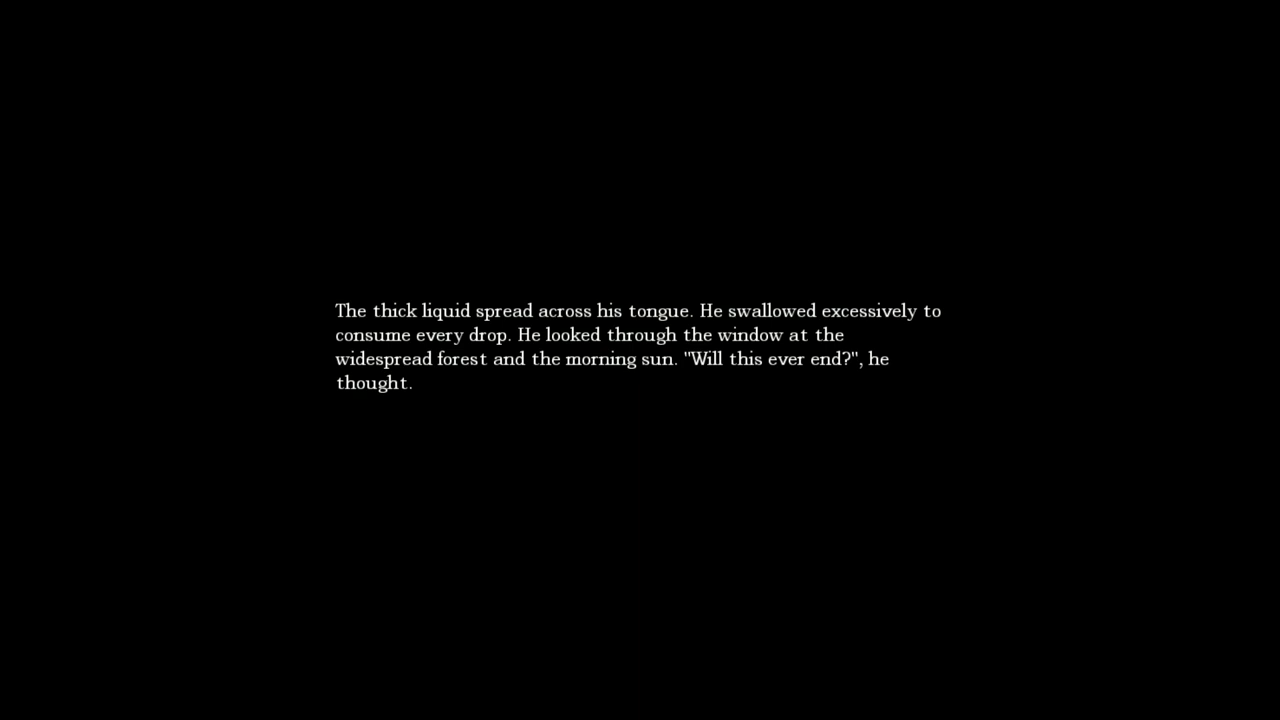 The thick liquid spread across his tongue. He swallowed excessively to
consume every drop. He looked through the window at the
widespread forest and the morning sun. "Will this ever end?", he
thought.